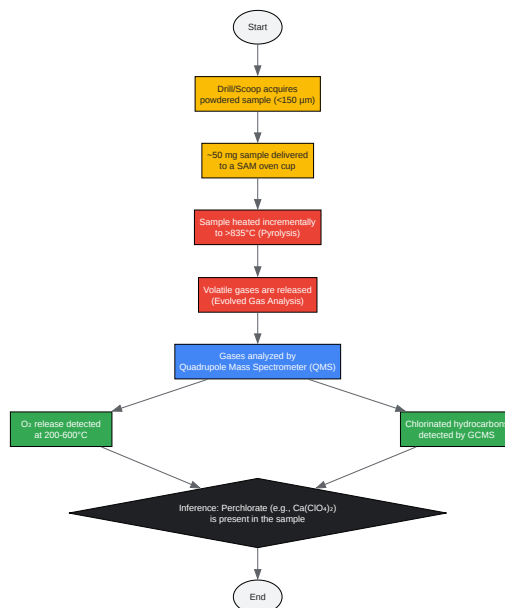 Start
Drill/Scoop acquires
powdered sample (<150 µm)
~50 mg sample delivered
to a SAM oven cup
Sample heated incrementally
to >835°C (Pyrolysis)
Volatile gases are released
(Evolved Gas Analysis)
Gases analyzed by
Quadrupole Mass Spectrometer (QMS)
O₂ release detected
at 200-600°C
Chlorinated hydrocarbons
detected by GCMS
Inference: Perchlorate (e.g., Ca(ClO₄)₂)
is present in the sample
End